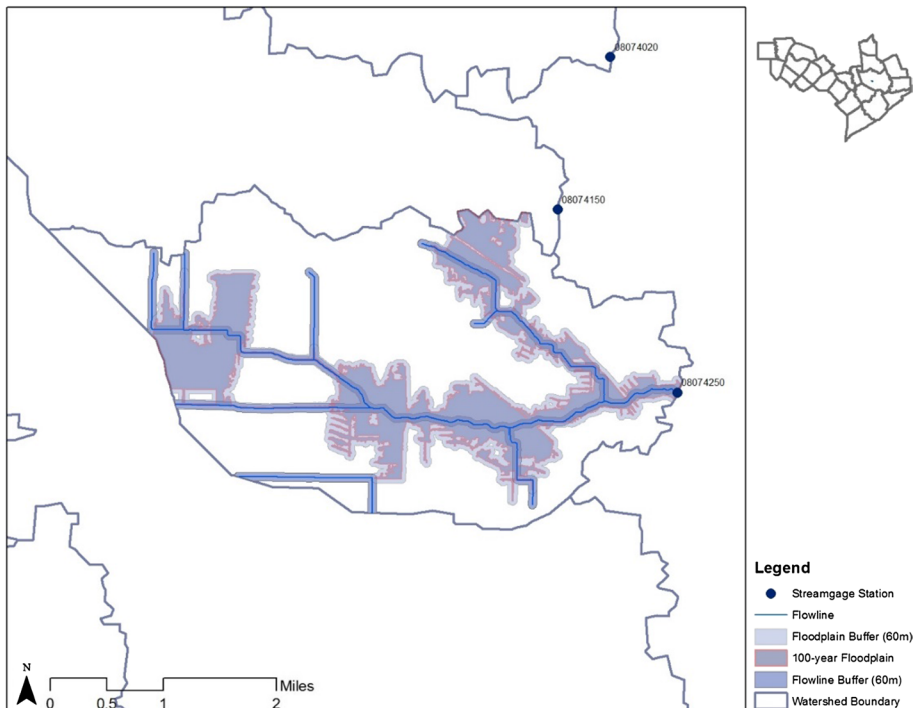 08074020
08074150
08074250
Legend
Streamgage Station
Flowline
Floodplain Buffer (60m)
100-year Floodplain
Flowline Buffer (60m)
Watershed Boundary
N
Miles
0 0.5 1 2